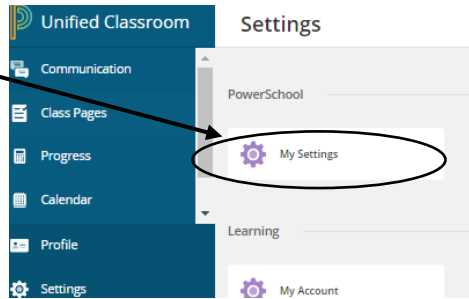 Unified Classroom
Communication
Class Pages
Progress
Calendar
Profile
Settings
Settings
PowerSchool
My Settings
Learning
My Account